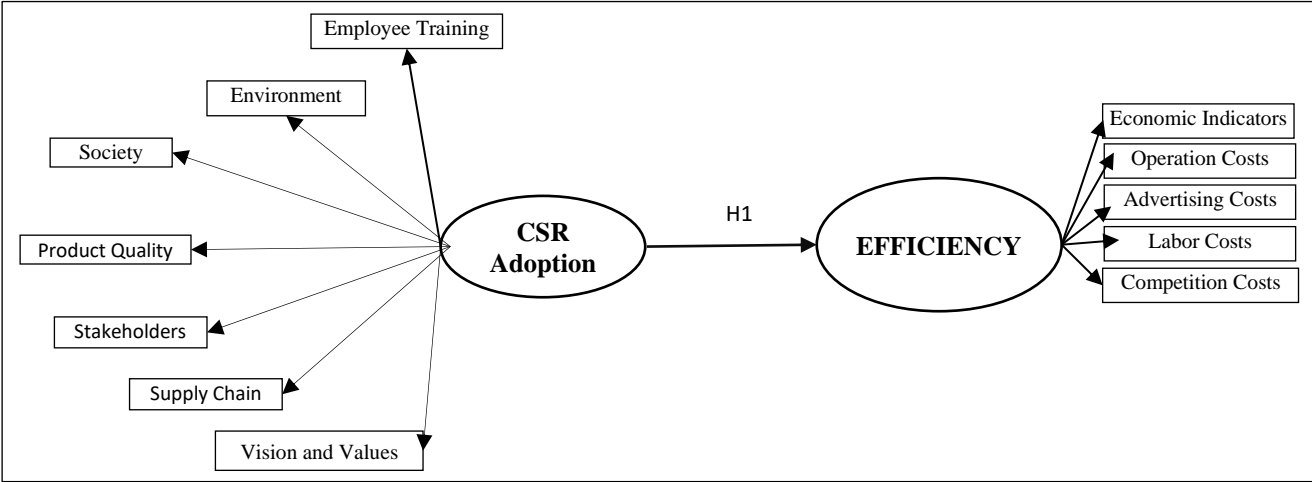 Employee Training
Environment
Society
Product Quality
Stakeholders
Supply Chain
Vision and Values
CSR
Adoption
H1
EFFICIENCY
Economic Indicators
Operation Costs
Advertising Costs
Labor Costs
Competition Costs